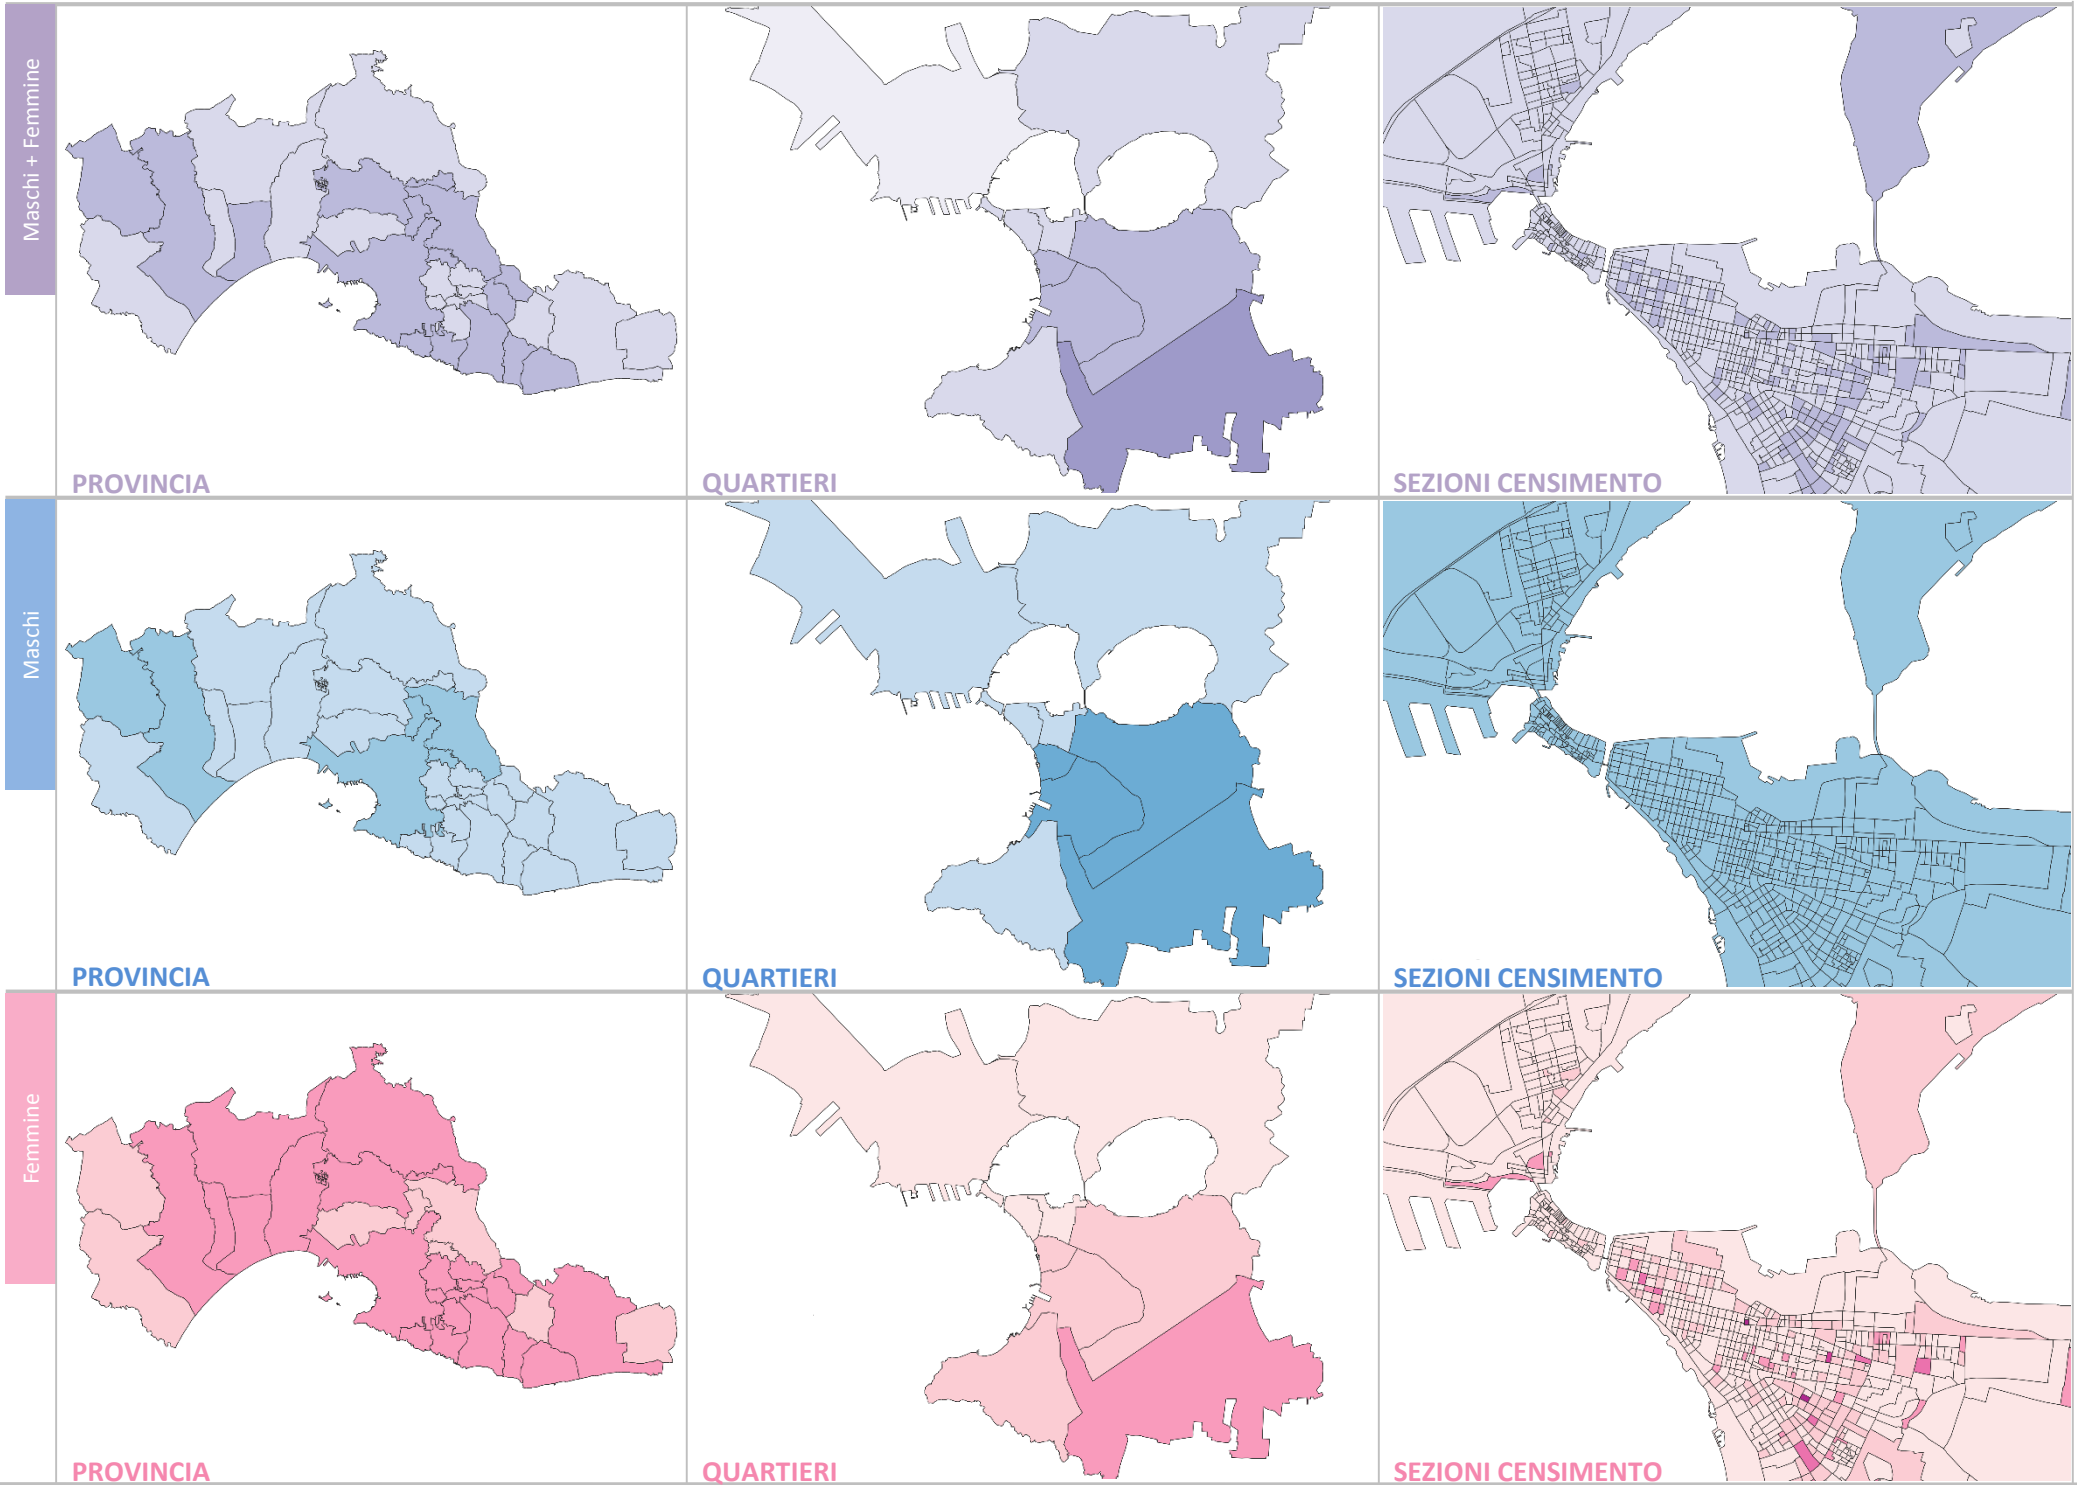 Maschi + Femmine
PROVINCIA
QUARTIERI
SEZIONI CENSIMENTO
Maschi
PROVINCIA
QUARTIERI
SEZIONI CENSIMENTO
Femmine
PROVINCIA
QUARTIERI
SEZIONI CENSIMENTO